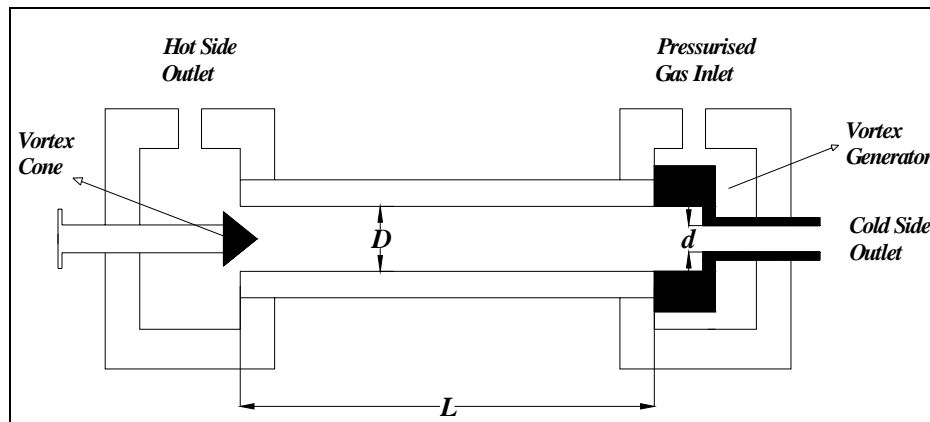 Hot Side
Outlet
Pressurised
Gas Inlet
Vortex
Cone
Vortex
Generator
D
d
Cold Side
Outlet
L